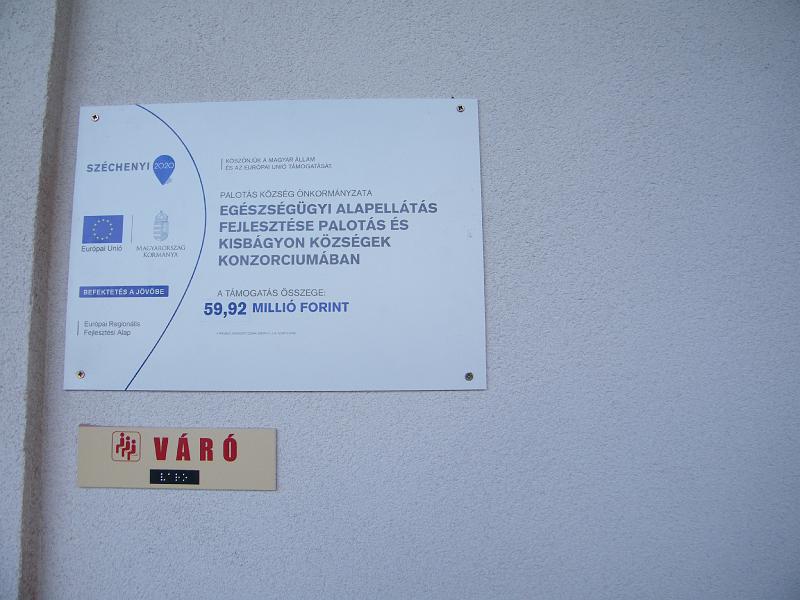 SZÉCHENYI 2020
KÖSZÖNJÜK A MAGYAR ÁLLAM
ÉS AZ EURÓPAI UNIÓ TÁMOGATÁSÁT.
PALOTÁS KÖZSÉG ÖNKORMÁNYZATA
EGÉSZSÉGÜGYI ALAPELLÁTÁS
FEJLESZTÉSE PALOTÁS ÉS
KISBÁGYON KÖZSÉGEK
KONZORCIUMÁBAN
Európai Unió
MAGYARORSZÁG
KORMÁNYA
BEFEKTETÉS A JÖVŐBE
A TÁMOGATÁS ÖSSZEGE:
59,92 MILLIÓ FORINT
Európai Regionális
Fejlesztési Alap
VÁRÓ